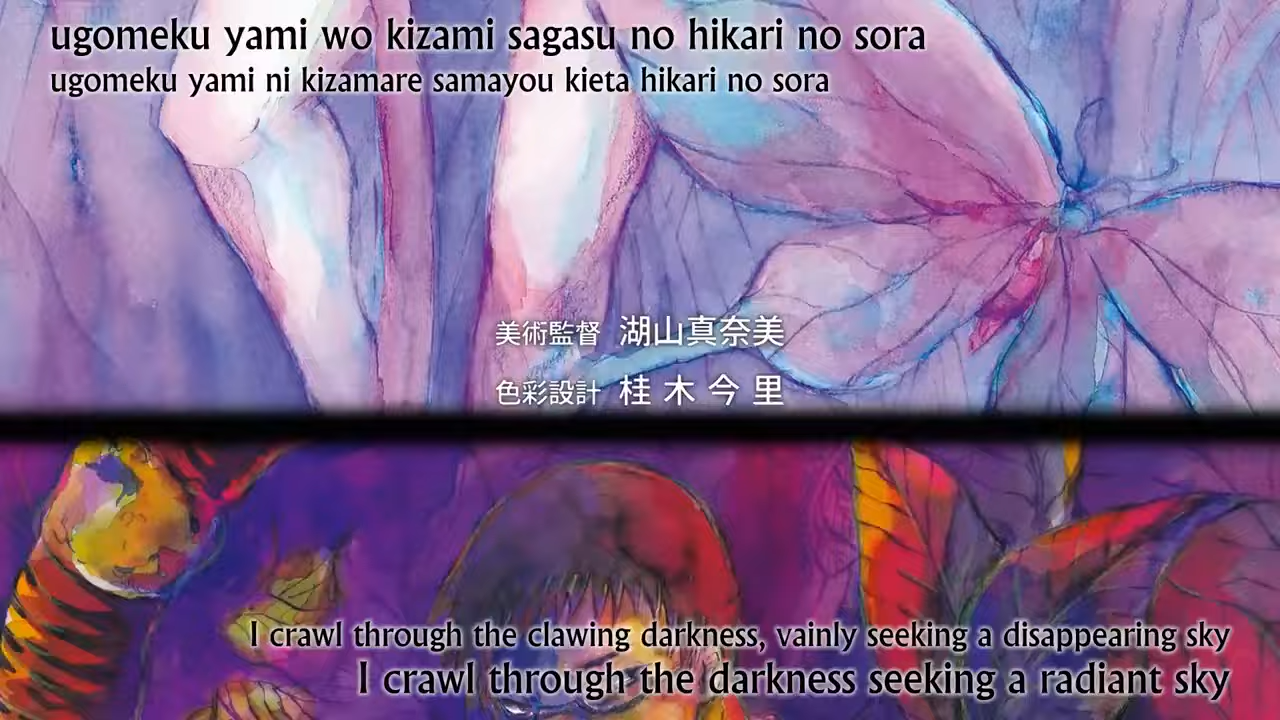 ugomeku yami wo kizami sagasu no hikari no sora
ugomeku yami ni kizamare samayou kieta hikari no sora
美術監督 湖山真奈美
色彩設計 桂木今里
I crawl through the clawing darkness, vainly seeking a disappearing sky
I crawl through the darkness seeking a radiant sky